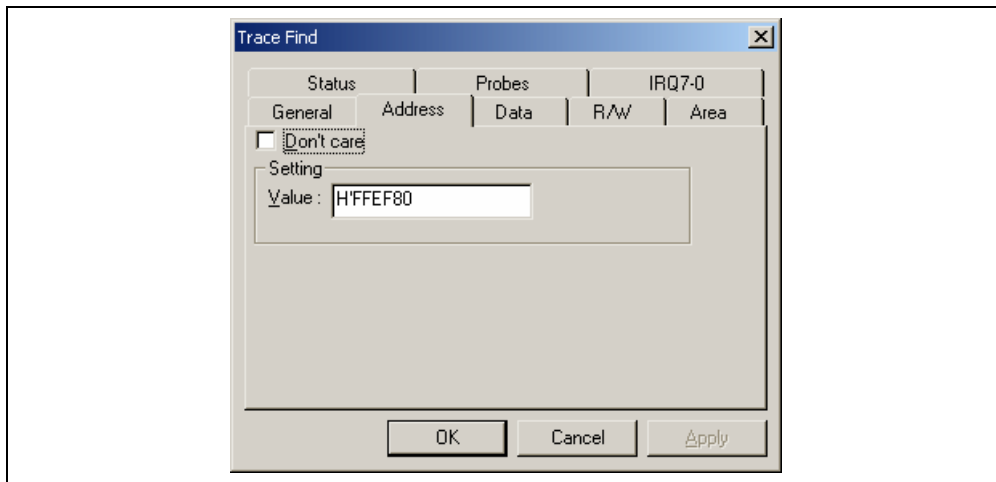 Trace Find
Status Probes IRQ7-0
General Address Data R/W Area
Don't care
Setting
Value : H'FFEF80
OK Cancel Apply